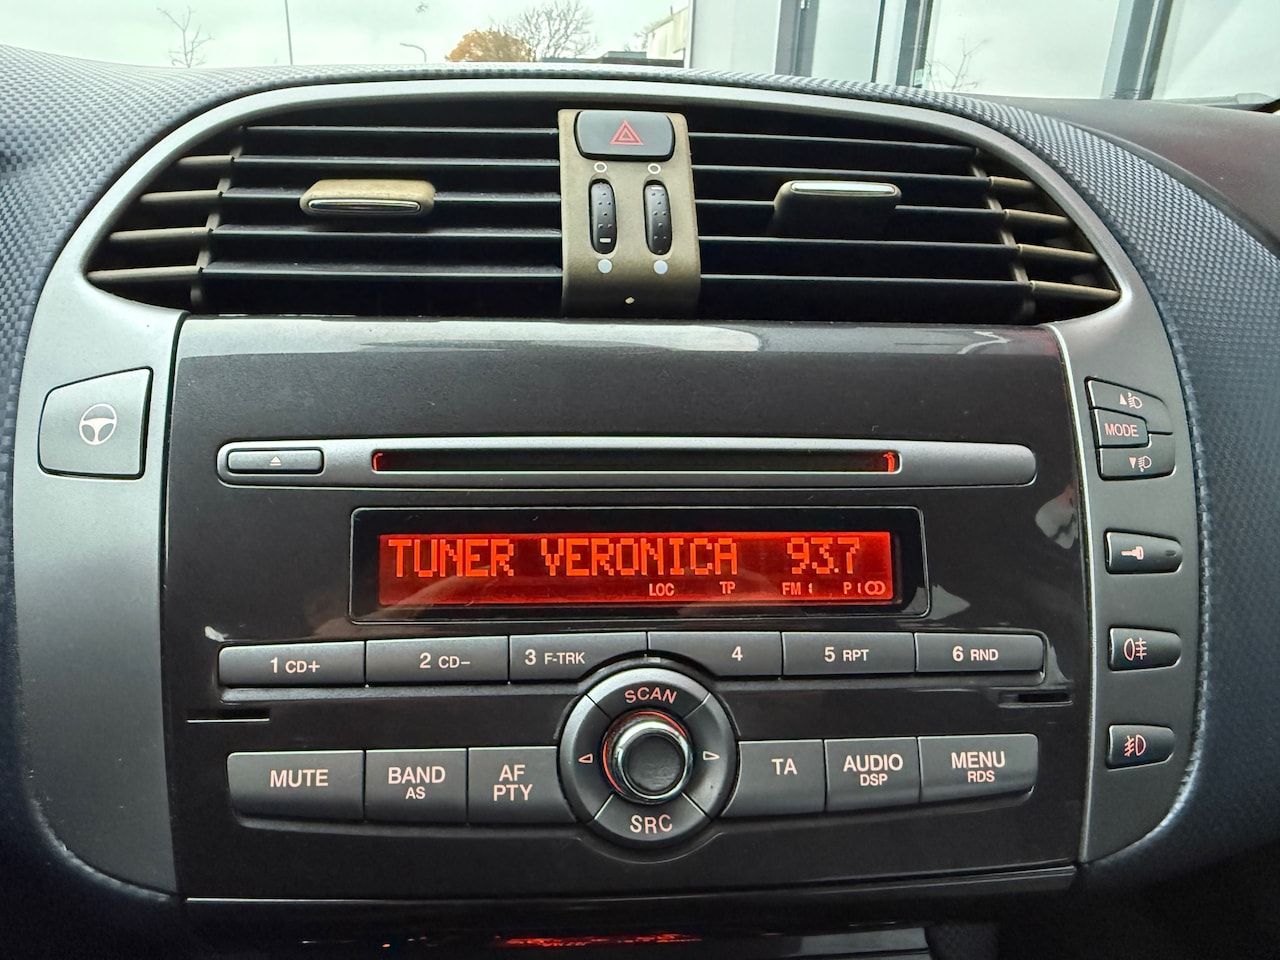 MODE
TUNER VERONICA 93.7
LOC TP FM 1 P 1
1 CD+ 2 CD- 3 F-TRK 4 5 RPT 6 RND
SCAN
MUTE
BAND
AS
AF
PTY
TA
AUDIO
DSP
MENU
RDS
SRC